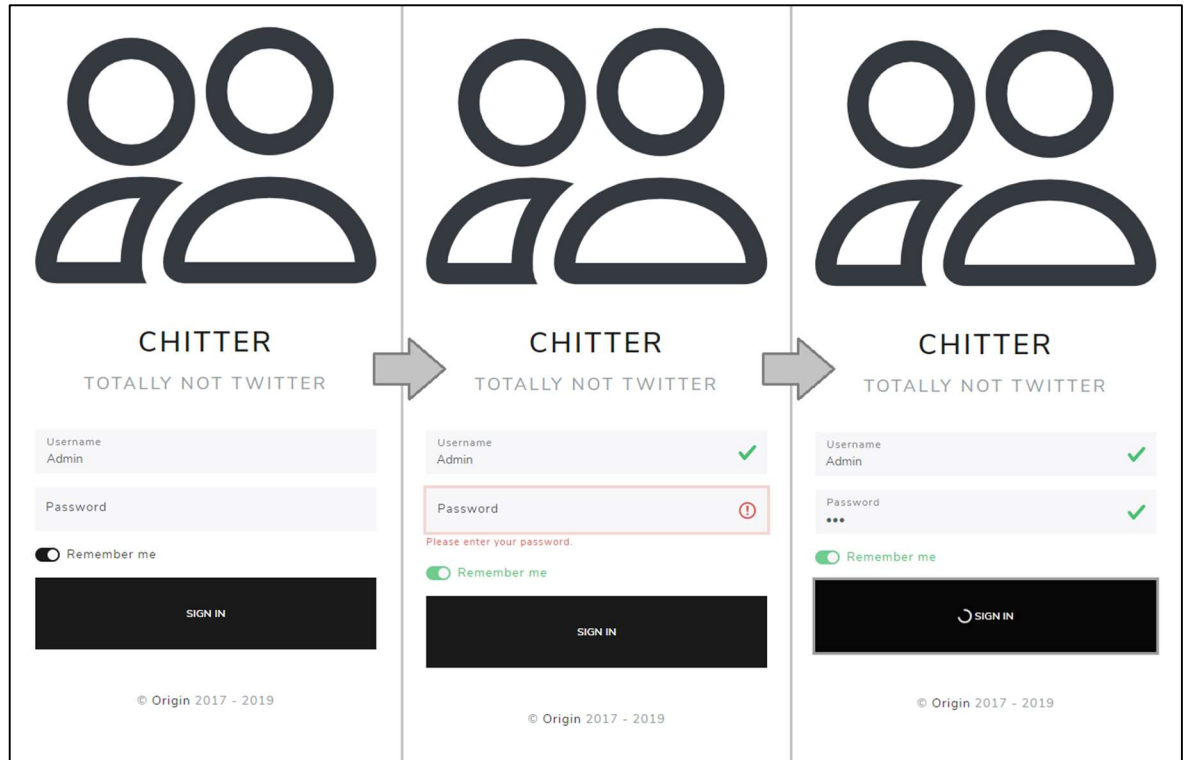 CHITTER
TOTALLY NOT TWITTER
Username
Admin
Password
Remember me
SIGN IN
© Origin 2017 - 2019
CHITTER
TOTALLY NOT TWITTER
Username
Admin
Password
Please enter your password.
Remember me
SIGN IN
© Origin 2017 - 2019
CHITTER
TOTALLY NOT TWITTER
Username
Admin
Password
•••
Remember me
SIGN IN
© Origin 2017 - 2019